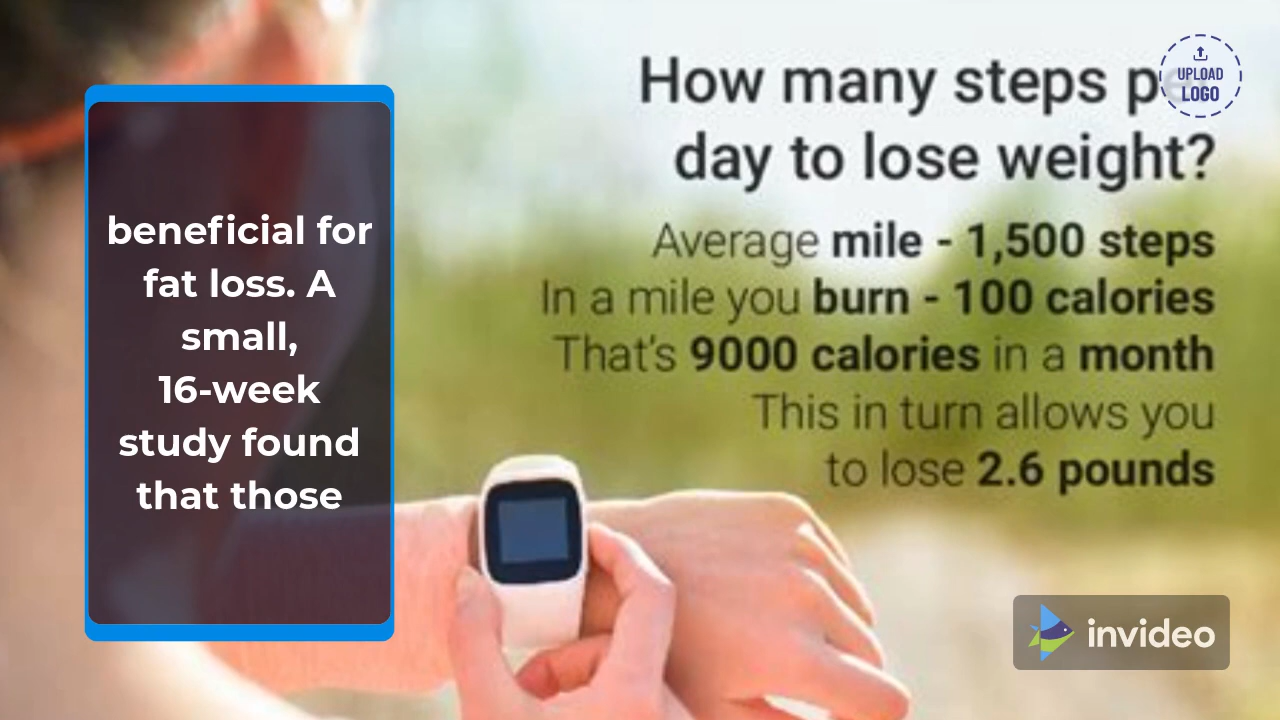 beneficial for
fat loss. A
small,
16-week
study found
that those
How many steps p
day to lose weight?
Average mile - 1,500 steps
In a mile you burn - 100 calories
That's 9000 calories in a month
This in turn allows you
to lose 2.6 pounds
UPLOAD
LOGO
invideo